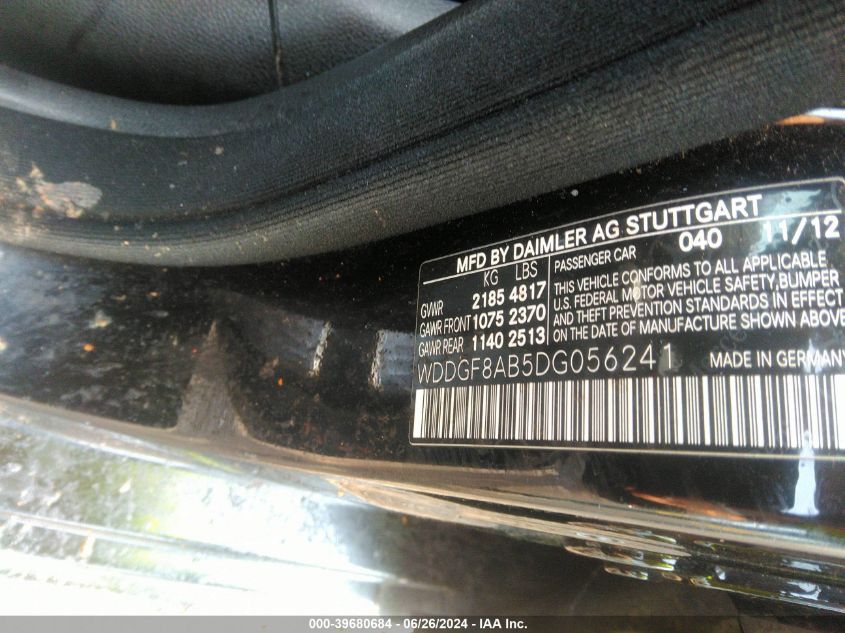 MFD BY DAIMLER AG STUTTGART
KG LBS
GVWR 2185 4817
GAWR FRONT 1075 2370
GAWR REAR 1140 2513
PASSENGER CAR 040 11/12
THIS VEHICLE CONFORMS TO ALL APPLICABLE
U.S. FEDERAL MOTOR VEHICLE SAFETY, BUMPER
AND THEFT PREVENTION STANDARDS IN EFFECT
ON THE DATE OF MANUFACTURE SHOWN ABOVE
WDDGF8AB5DG056241 MADE IN GERMANY
000-39680684 / 06/26/2024 - IAA Inc.